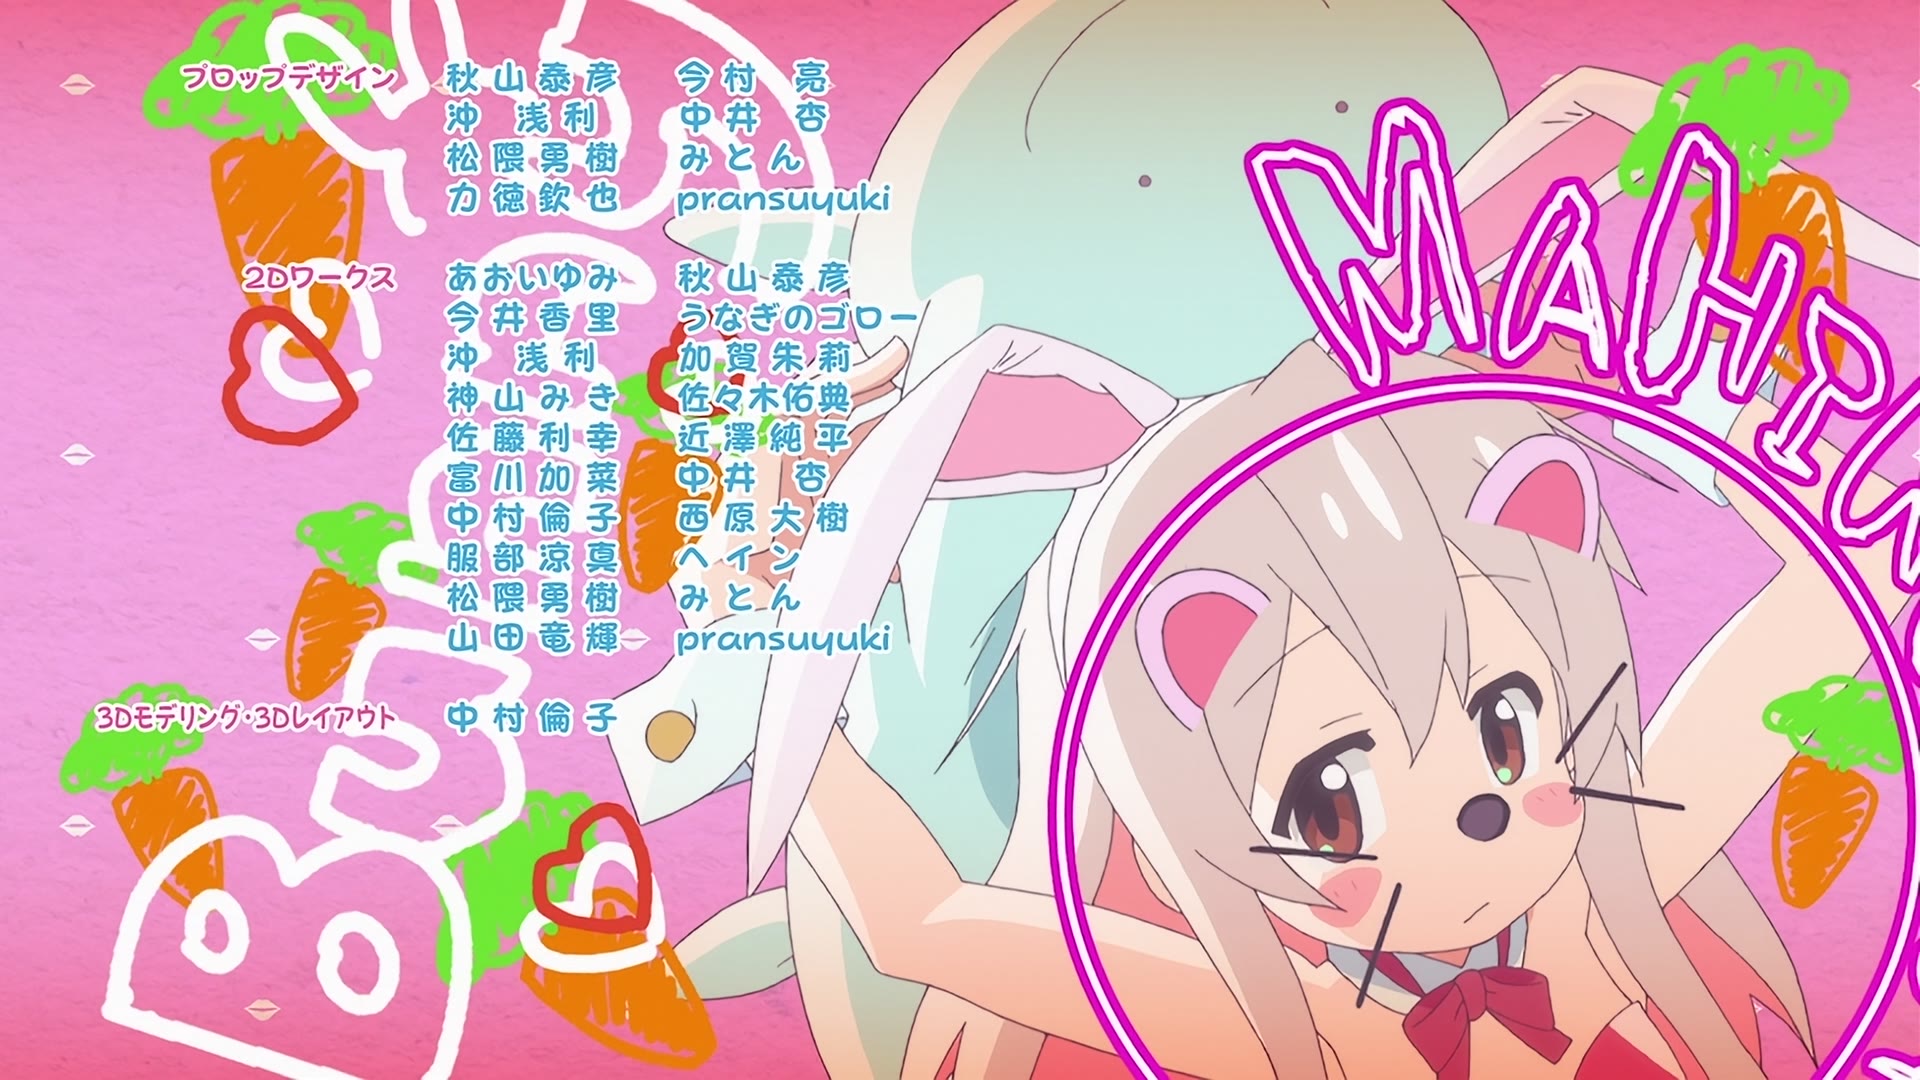 プロップデザイン 秋山泰彦 今村 亮
沖 浅利 中井 杏
松隈勇樹 みとん
力徳欽也 pransuyuki
2Dワークス あおいゆみ 秋山泰彦
今井香里 うなぎのゴロー
沖 浅利 加賀朱莉
神山みき 佐々木佑典
佐藤利幸 近澤純平
富川加菜 中井 杏
中村倫子 西原大樹
服部涼真 ヘイン
松隈勇樹 みとん
山田竜輝 pransuyuki
3Dモデリング・3Dレイアウト 中村倫子
MAHI